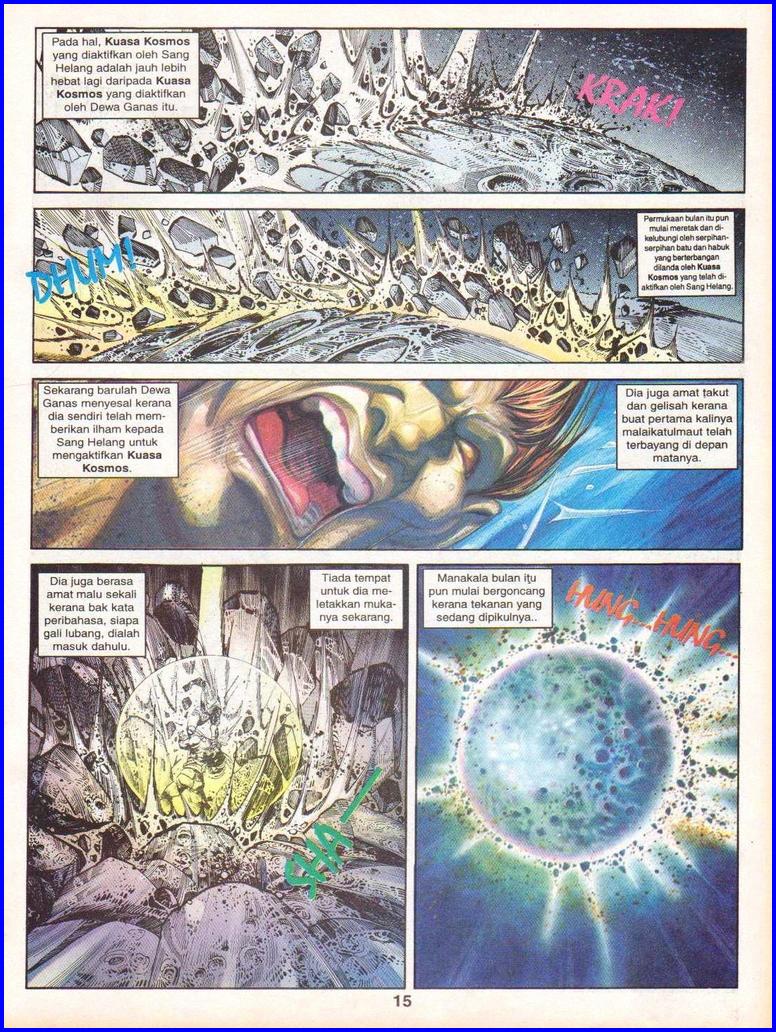 Pada hal, Kuasa Kosmos
yang diaktifkan oleh Sang
Helang adalah jauh lebih
hebat lagi daripada Kuasa
Kosmos yang diaktifkan
oleh Dewa Ganas itu.
KRAK!
DHUM!
Permukaan bulan itu pun
mulai meretak dan di-
kelubungi oleh serpihan-
serpihan batu dan habuk
yang berterbangan
dilanda oleh Kuasa
Kosmos yang telah di-
aktifkan oleh Sang Helang.
Sekarang barulah Dewa
Ganas menyesal kerana
dia sendiri telah mem-
berikan ilham kepada
Sang Helang untuk
mengaktifkan Kuasa
Kosmos.
Dia juga amat takut
dan gelisah kerana
buat pertama kalinya
malaikatulmaut telah
terbayang di depan
matanya.
Dia juga berasa
amat malu sekali
kerana bak kata
peribahasa, siapa
gali lubang, dialah
masuk dahulu.
Tiada tempat
untuk dia me-
letakkan muka-
nya sekarang.
SHA—
Manakala bulan itu
pun mulai bergoncang
kerana tekanan yang
sedang dipikulnya..
HUNG...HUNG...
15